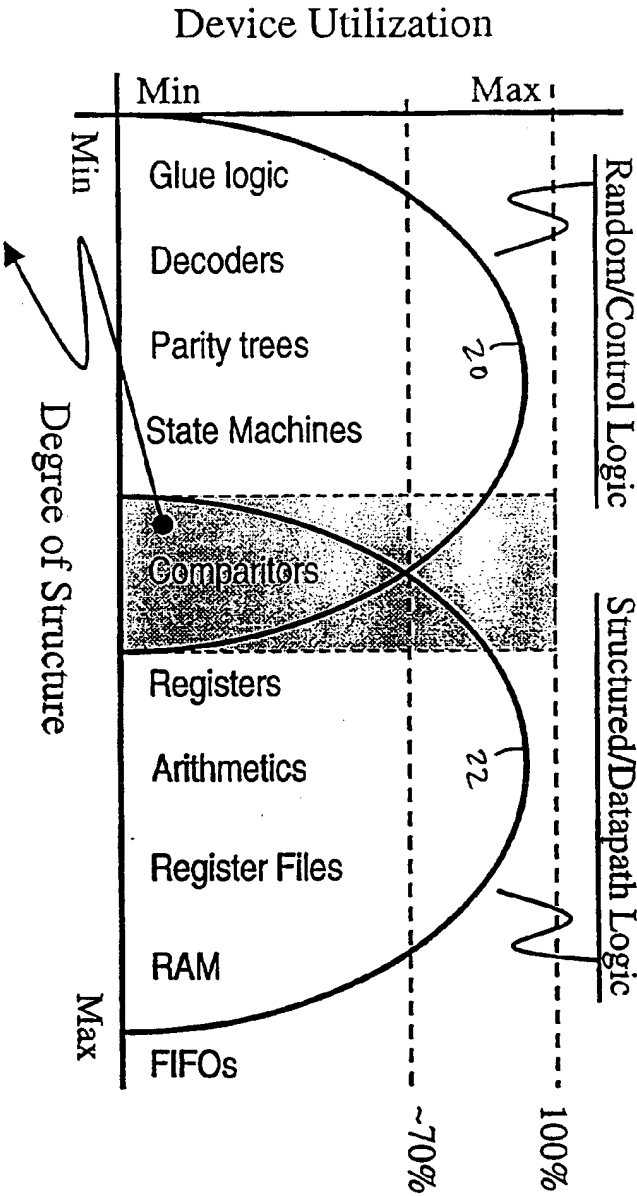 Device Utilization
Min
Max
Random/Control Logic
Min
Glue logic
Decoders
Parity trees
20
State Machines
Degree of Structure
Comparitors
Structured/Datapath Logic
Registers
22
Arithmetics
Register Files
RAM
Max
FIFOs
~70%
100%